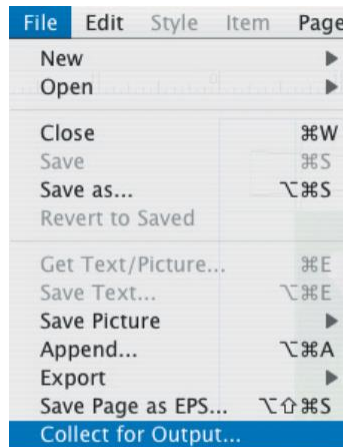 File Edit Style Item Page
New ▶
Open ▶
Close ⌘W
Save ⌘S
Save as... ⌥⌘S
Revert to Saved
Get Text/Picture... ⌘E
Save Text... ⌥⌘E
Save Picture ▶
Append... ⌥⌘A
Export ▶
Save Page as EPS... ⌥⇧⌘S
Collect for Output...